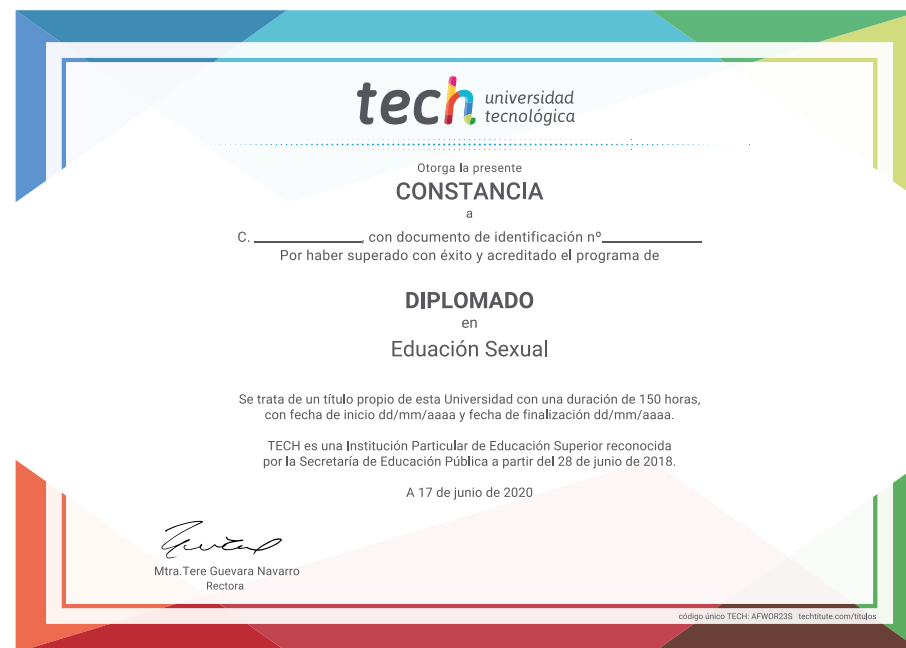 tech universidad
tecnológica
Otorga la presente
CONSTANCIA
a
C. ____________, con documento de identificación nº____________
Por haber superado con éxito y acreditado el programa de
DIPLOMADO
en
Eduación Sexual
Se trata de un título propio de esta Universidad con una duración de 150 horas,
con fecha de inicio dd/mm/aaaa y fecha de finalización dd/mm/aaaa.
TECH es una Institución Particular de Educación Superior reconocida
por la Secretaría de Educación Pública a partir del 28 de junio de 2018.
A 17 de junio de 2020
Mtra.Tere Guevara Navarro
Rectora
código único TECH: AFWOR23S techtitute.com/titulos